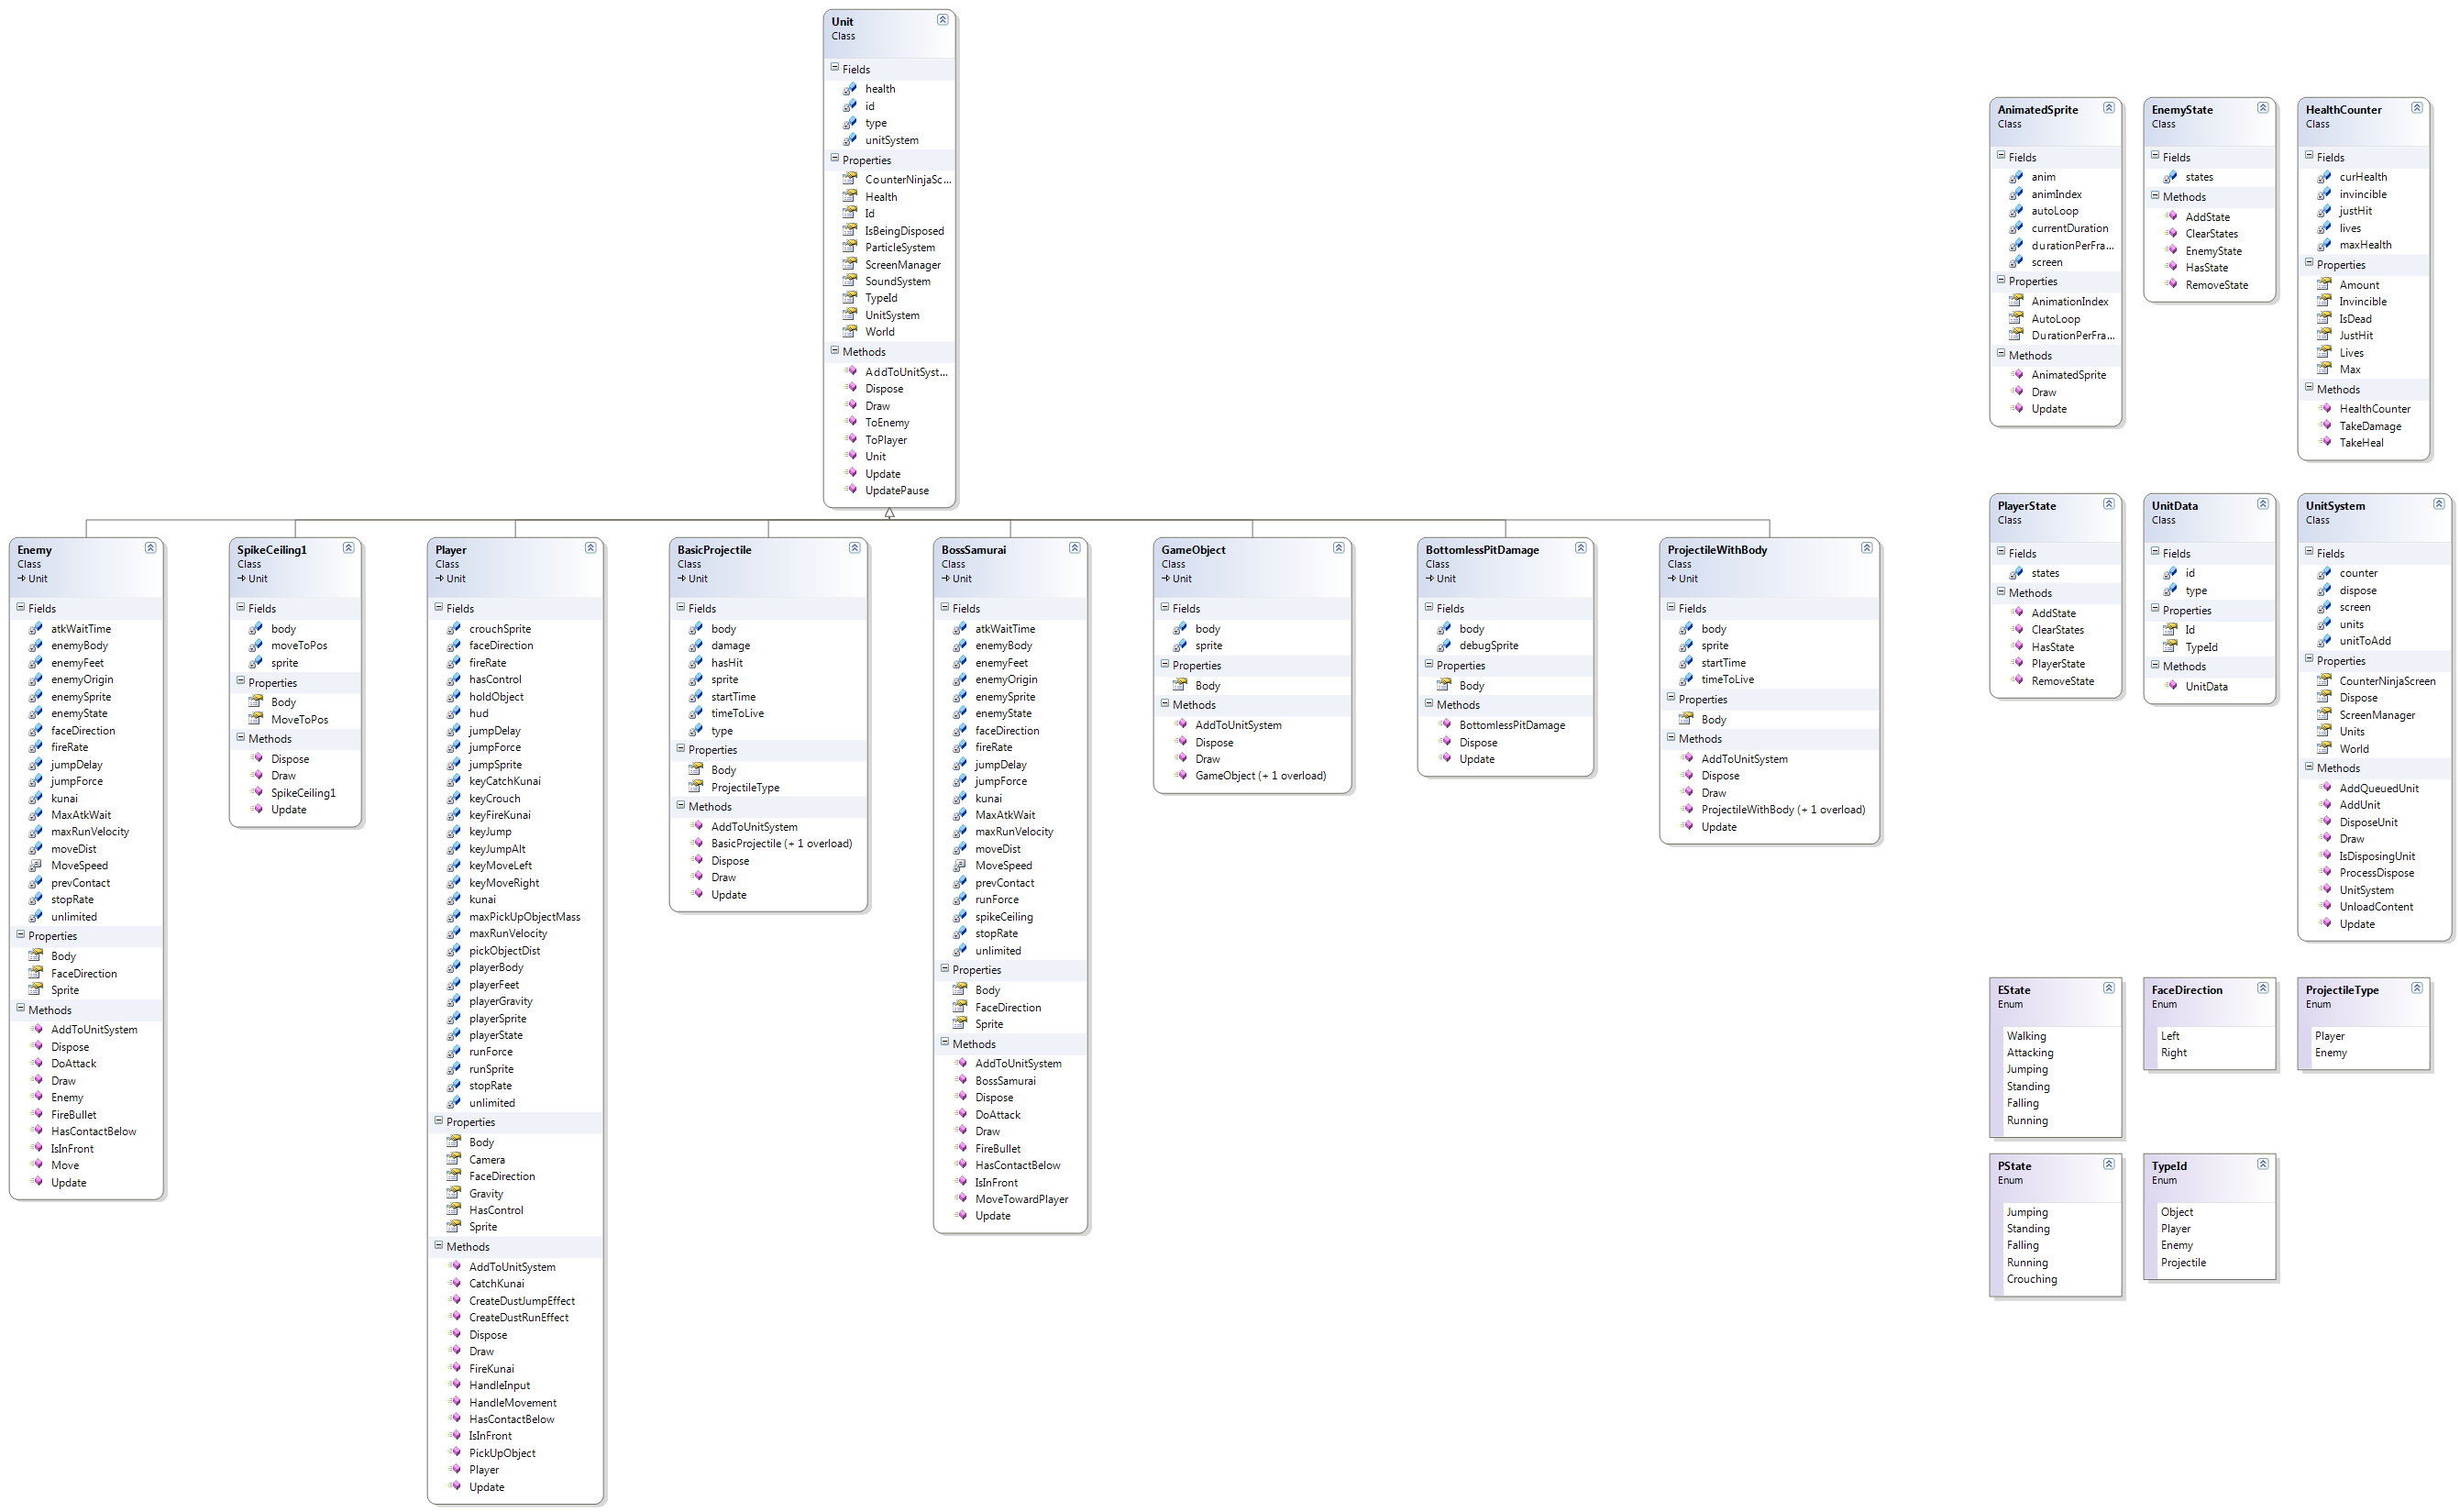 Unit
Class
Fields
health
id
type
unitSystem
Properties
CounterNinjaSc...
Health
Id
IsBeingDisposed
ParticleSystem
ScreenManager
SoundSystem
TypeId
UnitSystem
World
Methods
AddToUnitSyst...
Dispose
Draw
ToEnemy
ToPlayer
Unit
Update
UpdatePause
Enemy
Class
Unit
Fields
atkWaitTime
enemyBody
enemyFeet
enemyOrigin
enemySprite
enemyState
faceDirection
fireRate
jumpDelay
jumpForce
kunai
MaxAtkWait
maxRunVelocity
moveDist
MoveSpeed
prevContact
stopRate
unlimited
Properties
Body
FaceDirection
Sprite
Methods
AddToUnitSystem
Dispose
DoAttack
Draw
Enemy
FireBullet
HasContactBelow
IsInFront
Move
Update
SpikeCeiling1
Class
Unit
Fields
body
moveToPos
sprite
Properties
Body
MoveToPos
Methods
Dispose
Draw
SpikeCeiling1
Update
Player
Class
Unit
Fields
crouchSprite
faceDirection
fireRate
hasControl
holdObject
hud
jumpDelay
jumpForce
jumpSprite
keyCatchKunai
keyCrouch
keyFireKunai
keyJump
keyJumpAlt
keyMoveLeft
keyMoveRight
kunai
maxPickUpObjectMass
maxRunVelocity
pickObjectDist
playerBody
playerFeet
playerGravity
playerSprite
playerState
runForce
runSprite
stopRate
unlimited
Properties
Body
Camera
FaceDirection
Gravity
HasControl
Sprite
Methods
AddToUnitSystem
CatchKunai
CreateDustJumpEffect
CreateDustRunEffect
Dispose
Draw
FireKunai
HandleInput
HandleMovement
HasContactBelow
IsInFront
PickUpObject
Player
Update
BasicProjectile
Class
Unit
Fields
body
damage
hasHit
sprite
startTime
timeToLive
type
Properties
Body
ProjectileType
Methods
AddToUnitSystem
BasicProjectile (+ 1 overload)
Dispose
Draw
Update
BossSamurai
Class
Unit
Fields
atkWaitTime
enemyBody
enemyFeet
enemyOrigin
enemySprite
enemyState
faceDirection
fireRate
jumpDelay
jumpForce
kunai
MaxAtkWait
maxRunVelocity
moveDist
MoveSpeed
prevContact
runForce
spikeCeiling
stopRate
unlimited
Properties
Body
FaceDirection
Sprite
Methods
AddToUnitSystem
BossSamurai
Dispose
DoAttack
Draw
FireBullet
HasContactBelow
IsInFront
MoveTowardPlayer
Update
GameObject
Class
Unit
Fields
body
sprite
Properties
Body
Methods
AddToUnitSystem
Dispose
Draw
GameObject (+ 1 overload)
BottomlessPitDamage
Class
Unit
Fields
body
debugSprite
Properties
Body
Methods
BottomlessPitDamage
Dispose
Update
ProjectileWithBody
Class
Unit
Fields
body
sprite
startTime
timeToLive
Properties
Body
Methods
AddToUnitSystem
Dispose
Draw
ProjectileWithBody (+ 1 overload)
Update
AnimatedSprite
Class
Fields
anim
animIndex
autoLoop
currentDuration
durationPerFra...
screen
Properties
AnimationIndex
AutoLoop
DurationPerFra...
Methods
AnimatedSprite
Draw
Update
EnemyState
Class
Fields
states
Methods
AddState
ClearStates
EnemyState
HasState
RemoveState
HealthCounter
Class
Fields
curHealth
invincible
justHit
lives
maxHealth
Properties
Amount
Invincible
IsDead
JustHit
Lives
Max
Methods
HealthCounter
TakeDamage
TakeHeal
PlayerState
Class
Fields
states
Methods
AddState
ClearStates
HasState
PlayerState
RemoveState
UnitData
Class
Fields
id
type
Properties
Id
TypeId
Methods
UnitData
UnitSystem
Class
Fields
counter
dispose
screen
units
unitToAdd
Properties
CounterNinjaScreen
Dispose
ScreenManager
Units
World
Methods
AddQueuedUnit
AddUnit
DisposeUnit
Draw
IsDisposingUnit
ProcessDispose
UnitSystem
UnloadContent
Update
EState
Enum
Walking
Attacking
Jumping
Standing
Falling
Running
FaceDirection
Enum
Left
Right
ProjectileType
Enum
Player
Enemy
PState
Enum
Jumping
Standing
Falling
Running
Crouching
TypeId
Enum
Object
Player
Enemy
Projectile